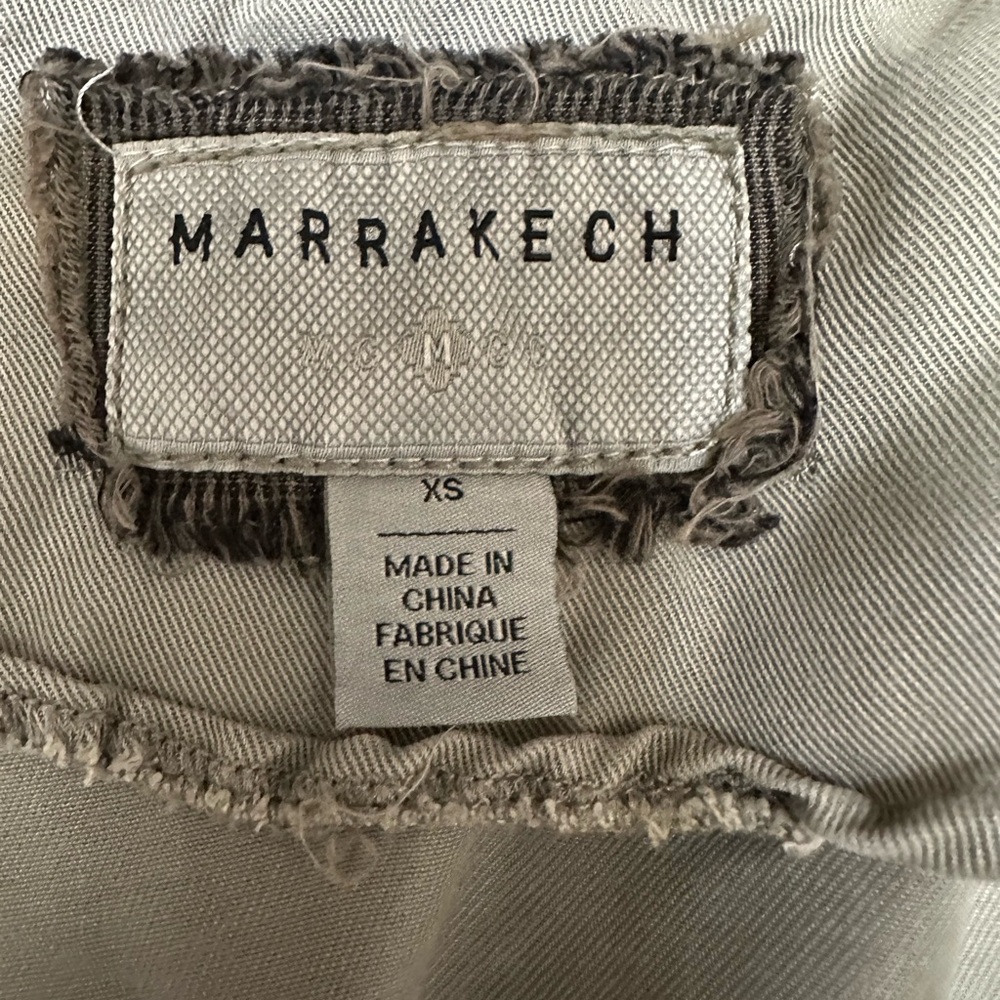 MARRAKECH
M
XS
MADE IN
CHINA
FABRIQUE
EN CHINE